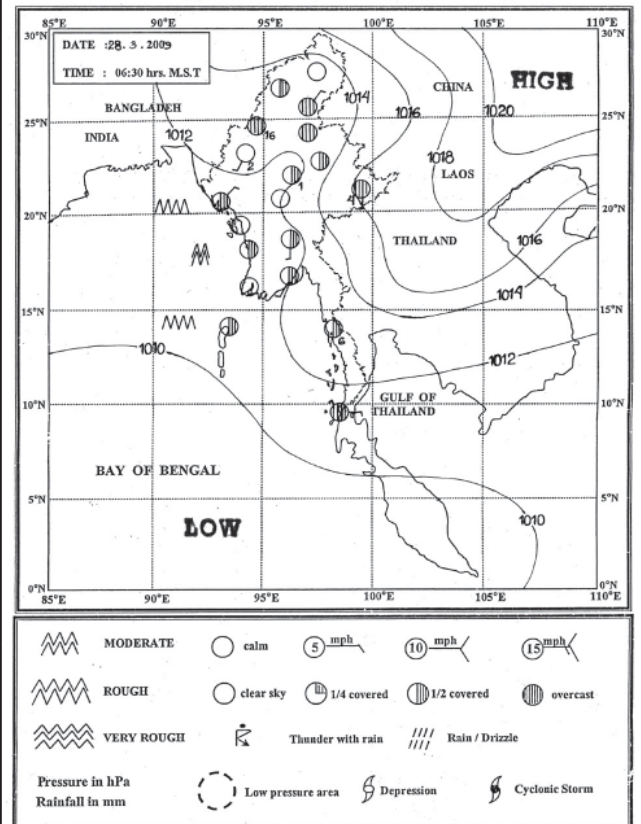 85°E 90°E 95°E 100°E 105°E 110°E
30°N 30°N
DATE : 28. 3. 2009
TIME : 06:30 hrs. M.S.T
CHINA HIGH
1014 1016 1020
BANGLADEH
25°N 25°N
INDIA 1012 16
2 1018 LAOS
1
20°N 20°N
THAILAND 1016
1014
15°N 15°N
6
1010 1012
GULF OF
THAILAND
10°N 10°N
BAY OF BENGAL
5°N 5°N
LOW 1010
0°N 0°N
85°E 90°E 95°E 100°E 105°E 110°E
MODERATE calm 5 mph 10 mph 15 mph
ROUGH clear sky 1/4 covered 1/2 covered overcast
VERY ROUGH Thunder with rain Rain / Drizzle
Pressure in hPa
Rainfall in mm Low pressure area Depression Cyclonic Storm